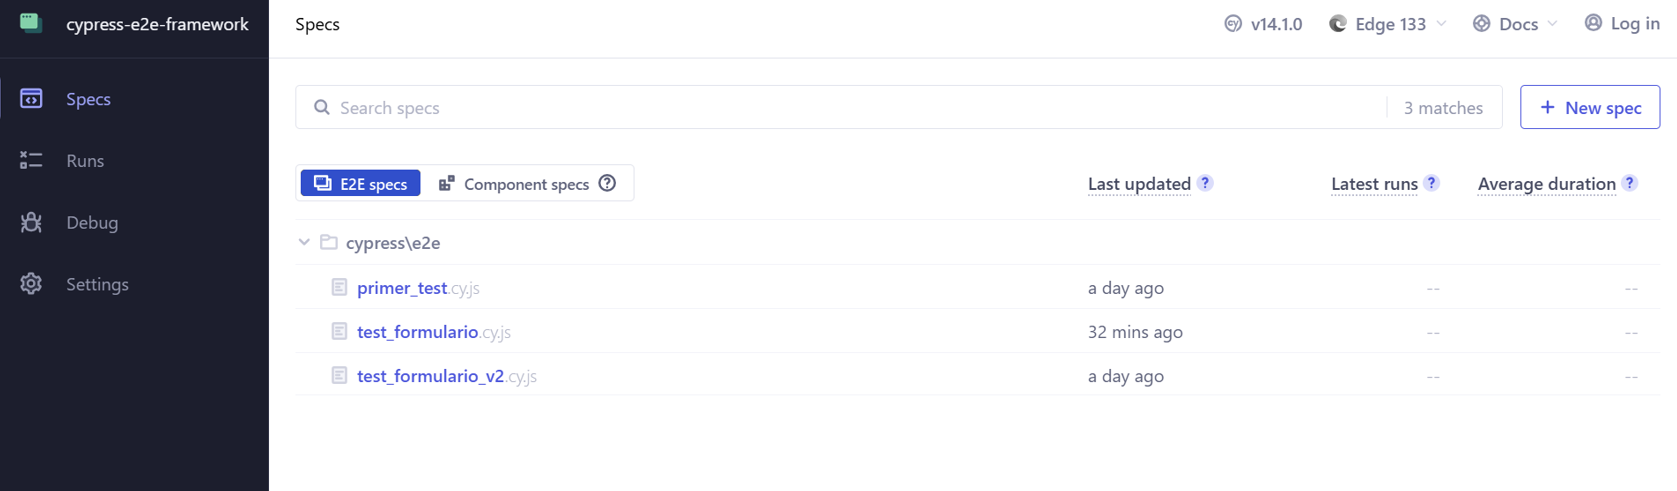 cypress-e2e-framework
Specs
v14.1.0
Edge 133
Docs
Log in
Specs
Runs
Debug
Settings
Search specs
3 matches
+ New spec
E2E specs
Component specs ?
Last updated ?
Latest runs ?
Average duration ?
cypress\e2e
primer_test.cy.js a day ago -- --
test_formulario.cy.js 32 mins ago -- --
test_formulario_v2.cy.js a day ago -- --